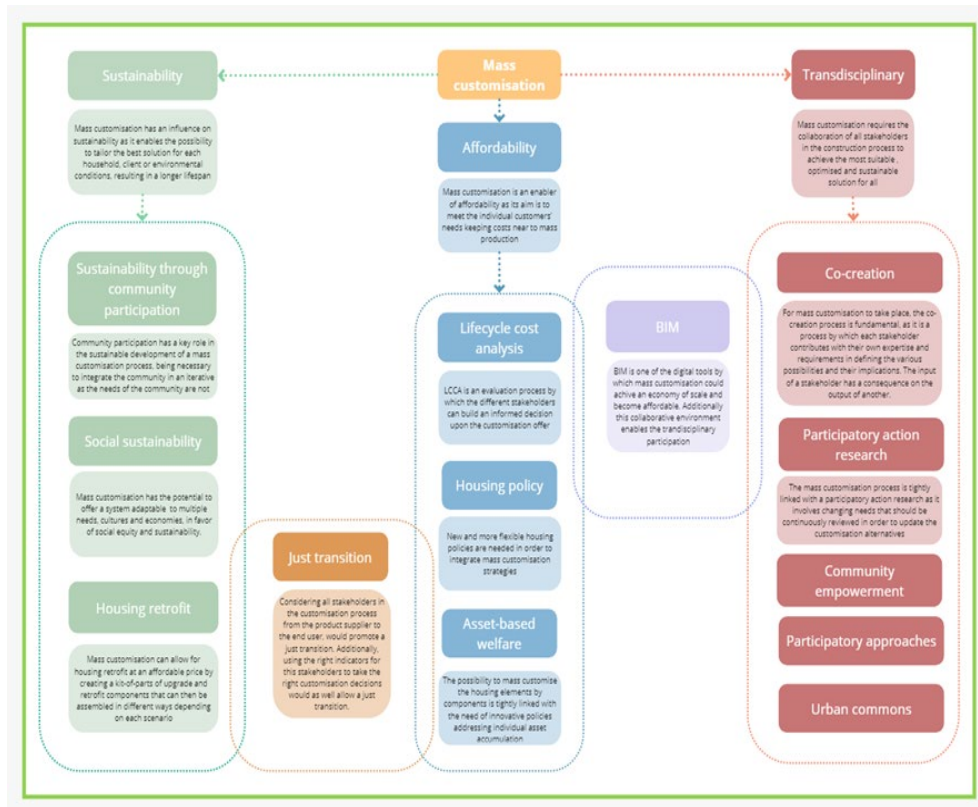 Sustainability
Mass
customisation
Transdisciplinary
Mass customisation has an influence on
sustainability as it enables the possibility
to tailor the best solution for each
household, client or environmental
conditions, resulting in a longer lifespan
Affordability
Mass customisation is an enabler
of affordability as its aim is to
meet the individual customers'
needs keeping costs near to mass
production
Mass customisation requires the
collaboration of all stakeholders
in the construction process to
achieve the most suitable ,
optimised and sustainable
solution for all
Sustainability through
community
participation
Community participation has a key role in
the sustainable development of a mass
customisation process, being necessary
to integrate the community in an iterative
as the needs of the community are not
Social sustainability
Mass customisation has the potential to
offer a system adaptable to multiple
needs, cultures and economies, in favor
of social equity and sustainability.
Housing retrofit
Mass customisation can allow for
housing retrofit at an affordable price by
creating a kit-of-parts of upgrade and
retrofit components that can then be
assembled in different ways depending
on each scenario
Just transition
Considering all stakeholders in
the customisation process
from the product supplier to
the end user, would promote a
just transition. Additionally,
using the right indicators for
this stakeholders to take the
right customisation decisions
would as well allow a just
transition.
Lifecycle cost
analysis
LCCA is an evaluation process by
which the different stakeholders
can build an informed decision
upon the customisation offer
Housing policy
New and more flexible housing
policies are needed in order to
integrate mass customisation
strategies
Asset-based
welfare
The possibility to mass customise
the housing elements by
components is tightly linked with
the need of innovative policies
addressing individual asset
accumulation
BIM
BIM is one of the digital tools by
which mass customisation could
achive an economy of scale and
become affordable. Additionally
this collaborative environment
enables the trandisciplinary
participation
Co-creation
For mass customisation to take place, the co-
creation process is fundamental, as it is a
process by which each stakeholder
contributes with their own expertise and
requirements in defining the various
possibilities and their implications. The input
of a stakeholder has a consequence on the
output of another.
Participatory action
research
The mass customisation process is tightly
linked with a participatory action research as it
involves changing needs that should be
continuously reviewed in order to update the
customisation alternatives
Community
empowerment
Participatory approaches
Urban commons